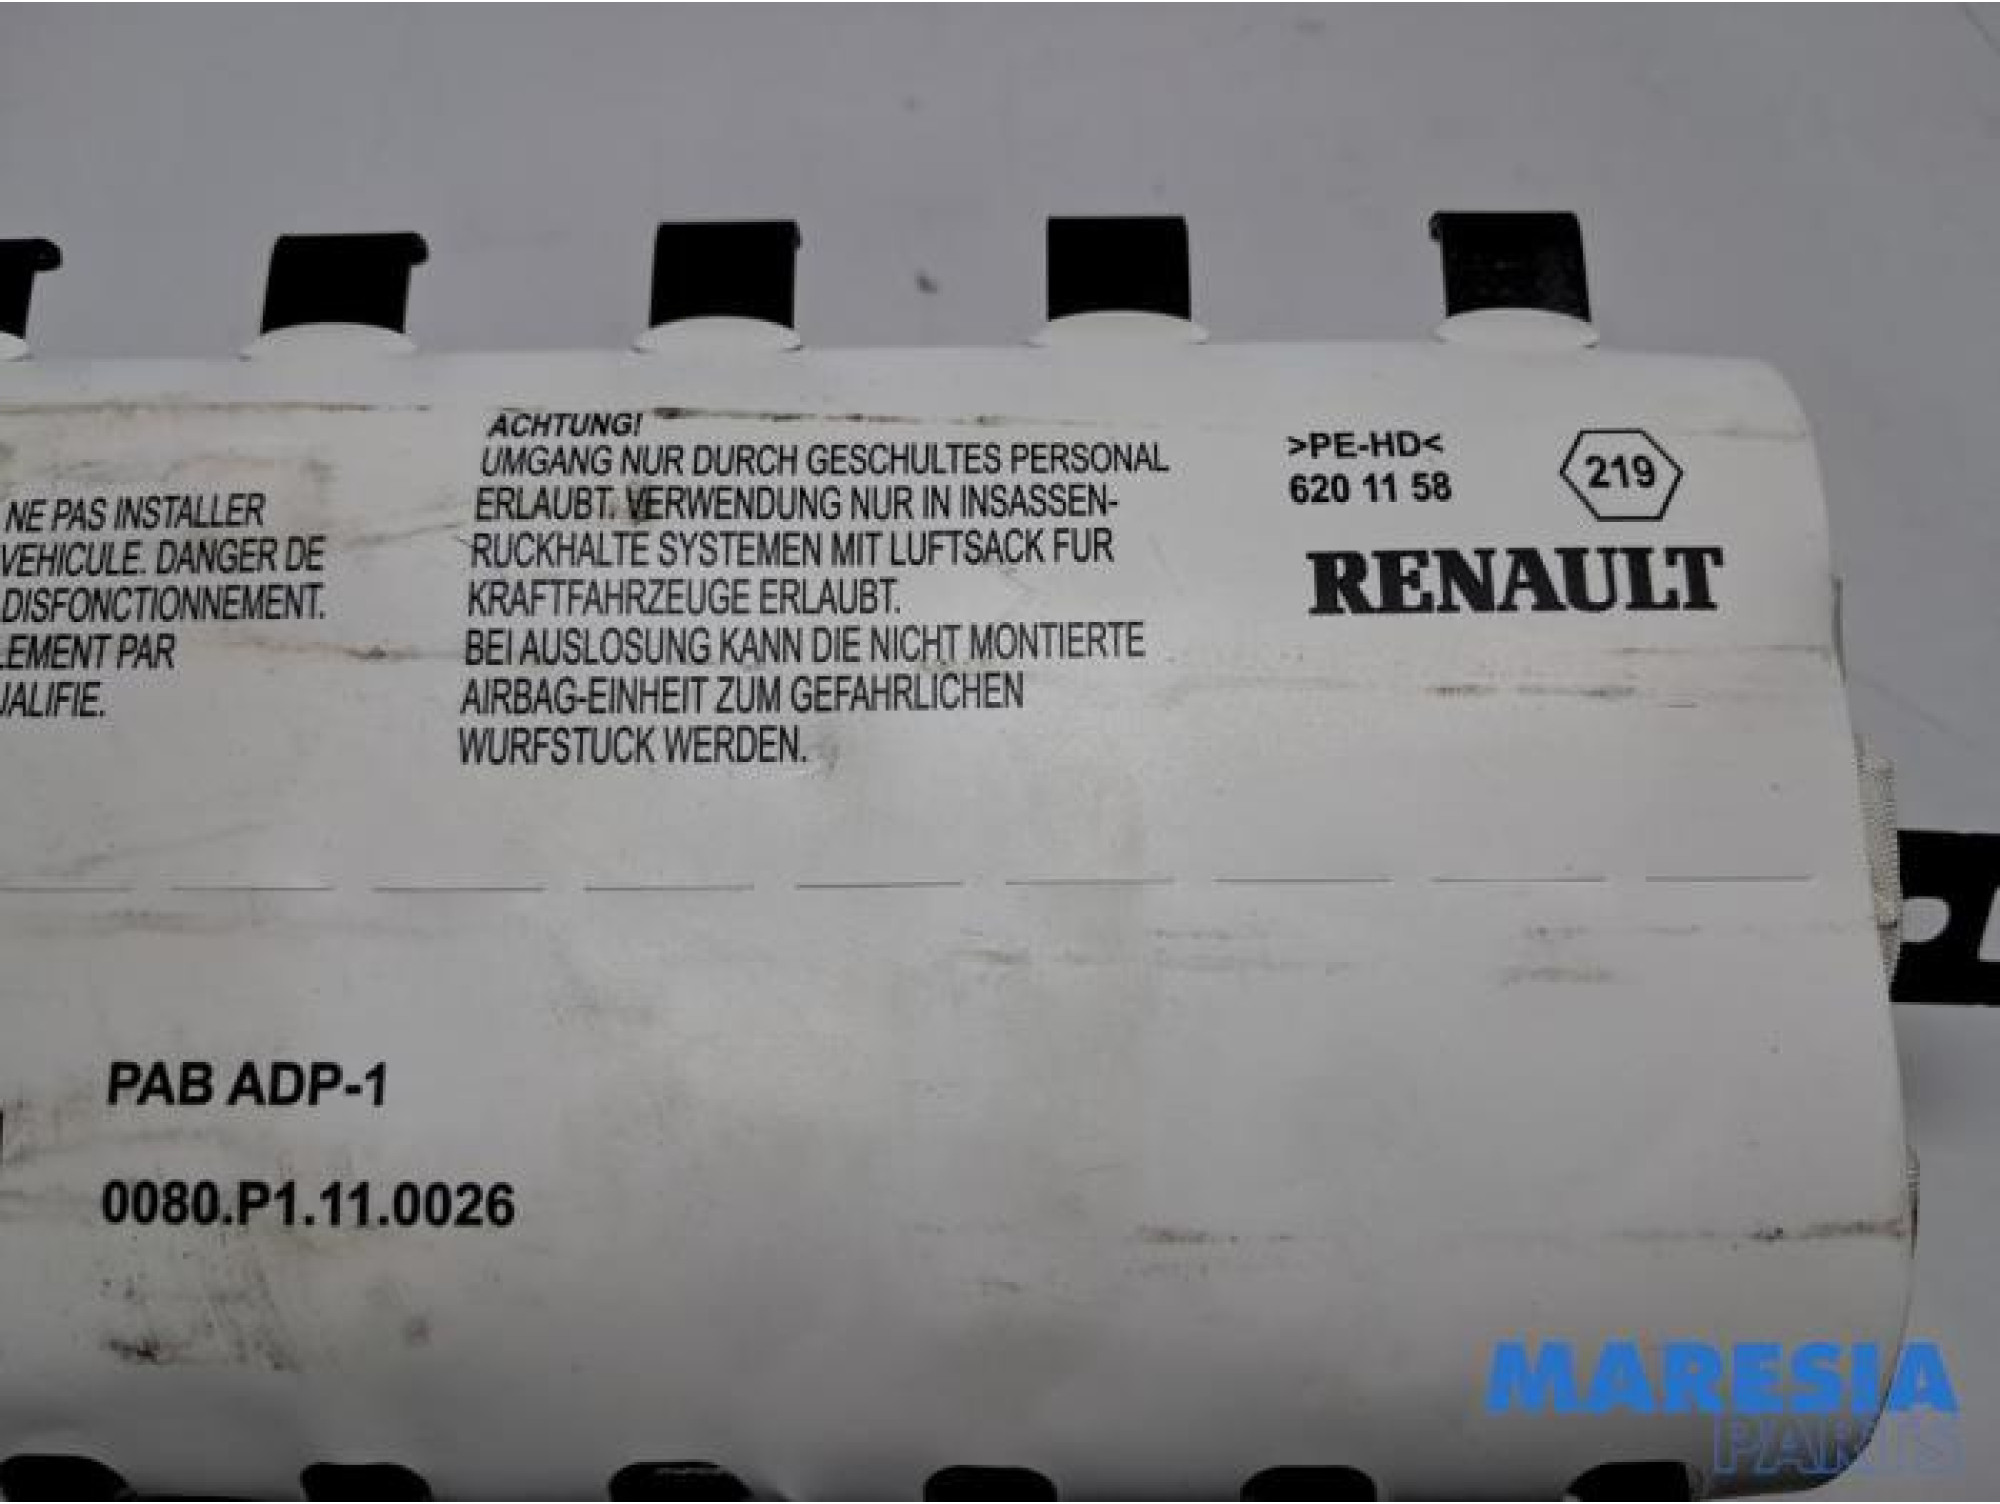 NE PAS INSTALLER
VEHICULE. DANGER DE
DISFONCTIONNEMENT.
LEMENT PAR
UALIFIE.
ACHTUNG!
UMGANG NUR DURCH GESCHULTES PERSONAL
ERLAUBT. VERWENDUNG NUR IN INSASSEN-
RUCKHALTE SYSTEMEN MIT LUFTSACK FUR
KRAFTFAHRZEUGE ERLAUBT.
BEI AUSLOSUNG KANN DIE NICHT MONTIERTE
AIRBAG-EINHEIT ZUM GEFAHRLICHEN
WURFSTUCK WERDEN.
>PE-HD<
620 11 58
219
RENAULT
PAB ADP-1
0080.P1.11.0026
MARESIA
PARTS